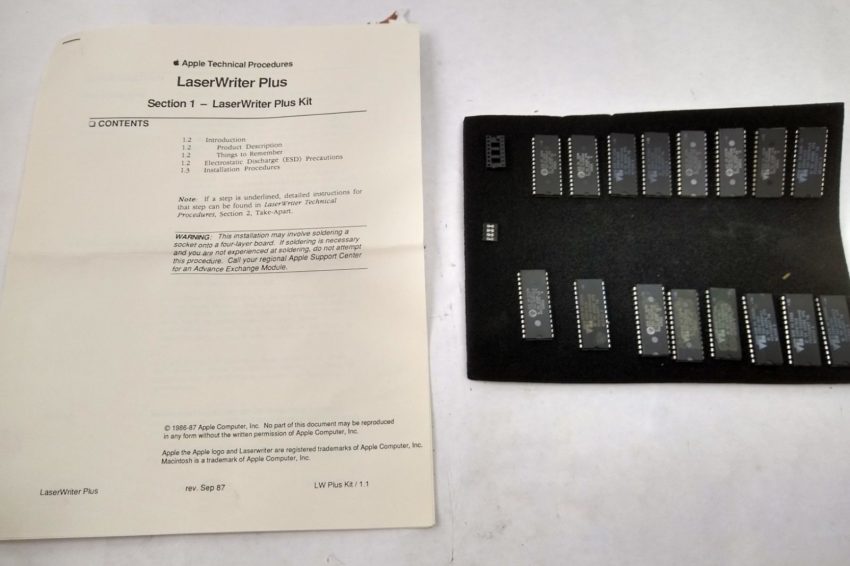 Apple Technical Procedures
LaserWriter Plus
Section 1 – LaserWriter Plus Kit
❏ CONTENTS
1.2 Introduction
1.2 Product Description
1.2 Things to Remember
1.2 Electrostatic Discharge (ESD) Precautions
1.3 Installation Procedures
Note: If a step is underlined, detailed instructions for
that step can be found in LaserWriter Technical
Procedures, Section 2, Take-Apart.
WARNING: This installation may involve soldering a
socket onto a four-layer board. If soldering is necessary
and you are not experienced at soldering, do not attempt
this procedure. Call your regional Apple Support Center
for an Advance Exchange Module.
© 1986-87 Apple Computer, Inc. No part of this document may be reproduced
in any form without the written permission of Apple Computer, Inc.
Apple the Apple logo and Laserwriter are registered trademarks of Apple Computer, Inc.
Macintosh is a trademark of Apple Computer, Inc.
LaserWriter Plus rev. Sep 87 LW Plus Kit / 1.1